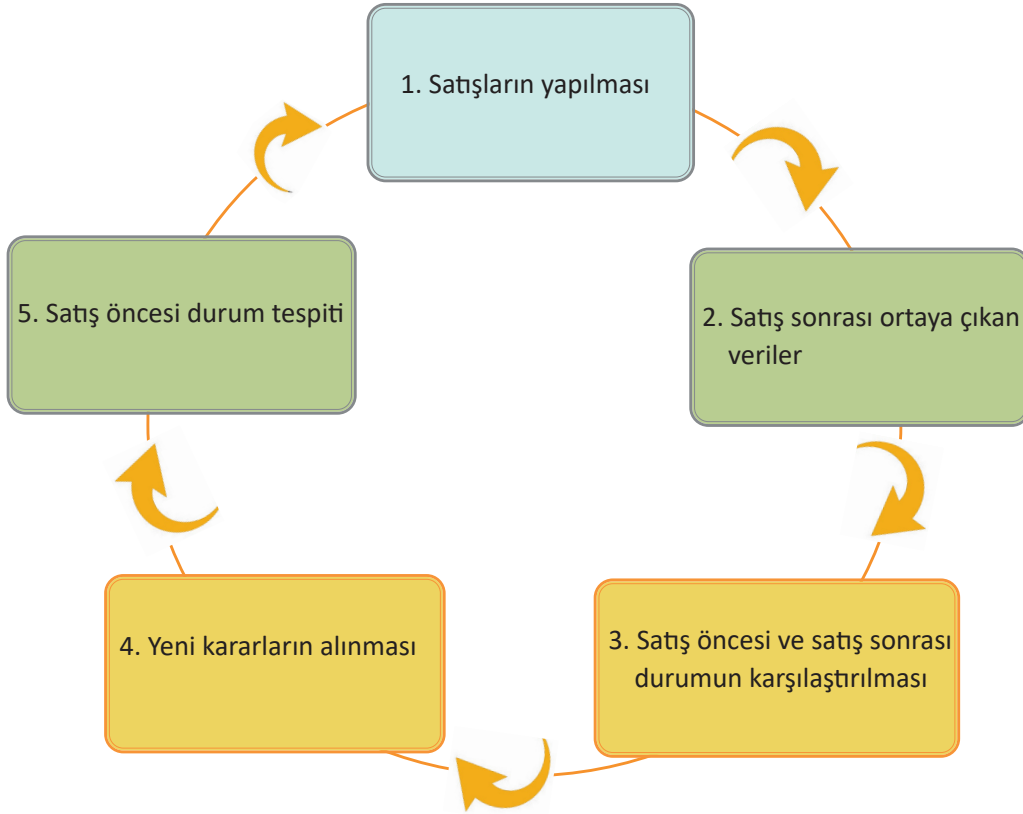 1. Satışların yapılması
2. Satış sonrası ortaya çıkan
veriler
3. Satış öncesi ve satış sonrası
durumun karşılaştırılması
4. Yeni kararların alınması
5. Satış öncesi durum tespiti